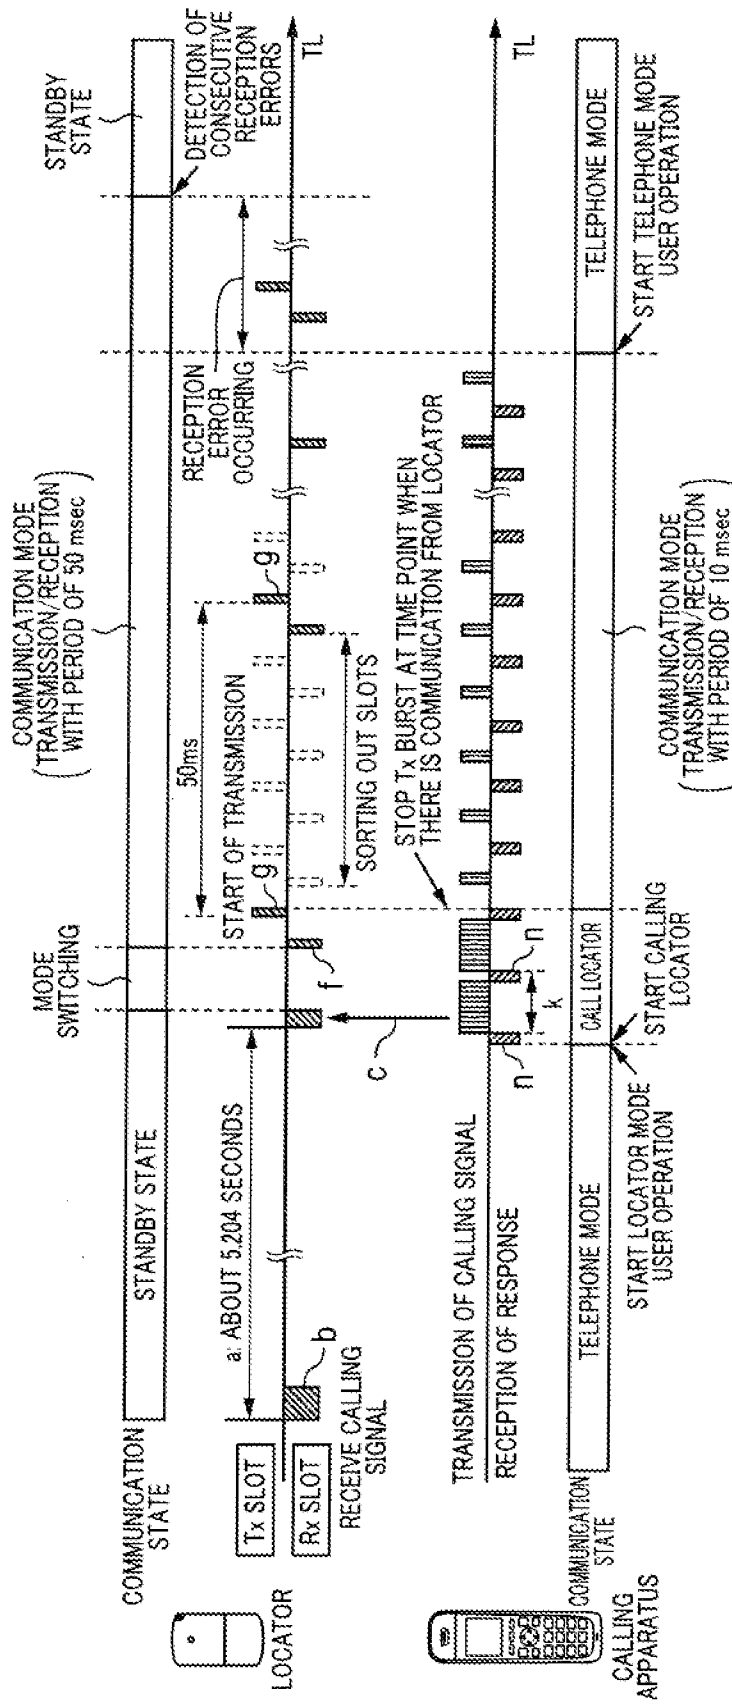 STANDBY
STATE
COMMUNICATION MODE
TRANSMISSION/RECEPTION
WITH PERIOD OF 50 msec
MODE
SWITCHING
STANDBY STATE
COMMUNICATION
STATE
DETECTION OF
CONSECUTIVE
RECEPTION
ERRORS
RECEPTION
ERROR
OCCURRING
50ms
START OF TRANSMISSION
g
g
a: ABOUT 5.204 SECONDS
TL
Tx SLOT
Rx SLOT
b
RECEIVE CALLING
SIGNAL
f
SORTING OUT SLOTS
LOCATOR
c
STOP Tx BURST AT TIME POINT WHEN
THERE IS COMMUNICATION FROM LOCATOR
TRANSMISSION OF CALLING SIGNAL
RECEPTION OF RESPONSE
TL
n
n
k
CALLING
APPARATUS
COMMUNICATION
STATE
TELEPHONE MODE
CALL LOCATOR
TELEPHONE MODE
START LOCATOR MODE
USER OPERATION
START CALLING
LOCATOR
COMMUNICATION MODE
TRANSMISSION/RECEPTION
WITH PERIOD OF 10 msec
START TELEPHONE MODE
USER OPERATION